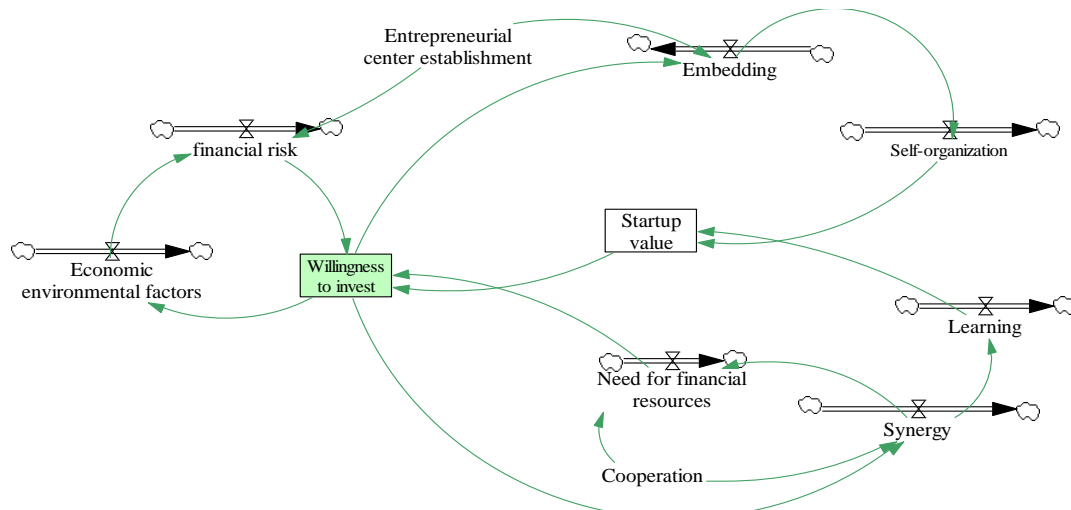 Entrepreneurial
center establishment
Embedding
financial risk
Self-organization
Startup
value
Economic
environmental factors
Willingness
to invest
Learning
Need for financial
resources
Synergy
Cooperation